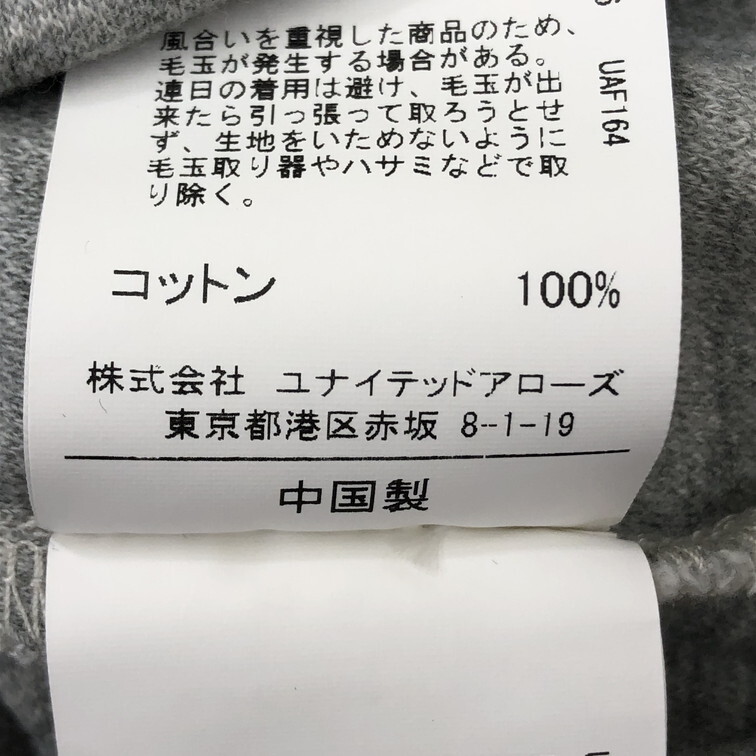 風合いを重視した商品のため、
毛玉が発生する場合がある。
連日の着用は避け、毛玉が出
来たら引っ張って取ろうとせ
ず、生地をいためないように
毛玉取り器やハサミなどで取
り除く。
UAF164
コットン 100%
株式会社 ユナイテッドアローズ
東京都港区赤坂 8-1-19
中国製